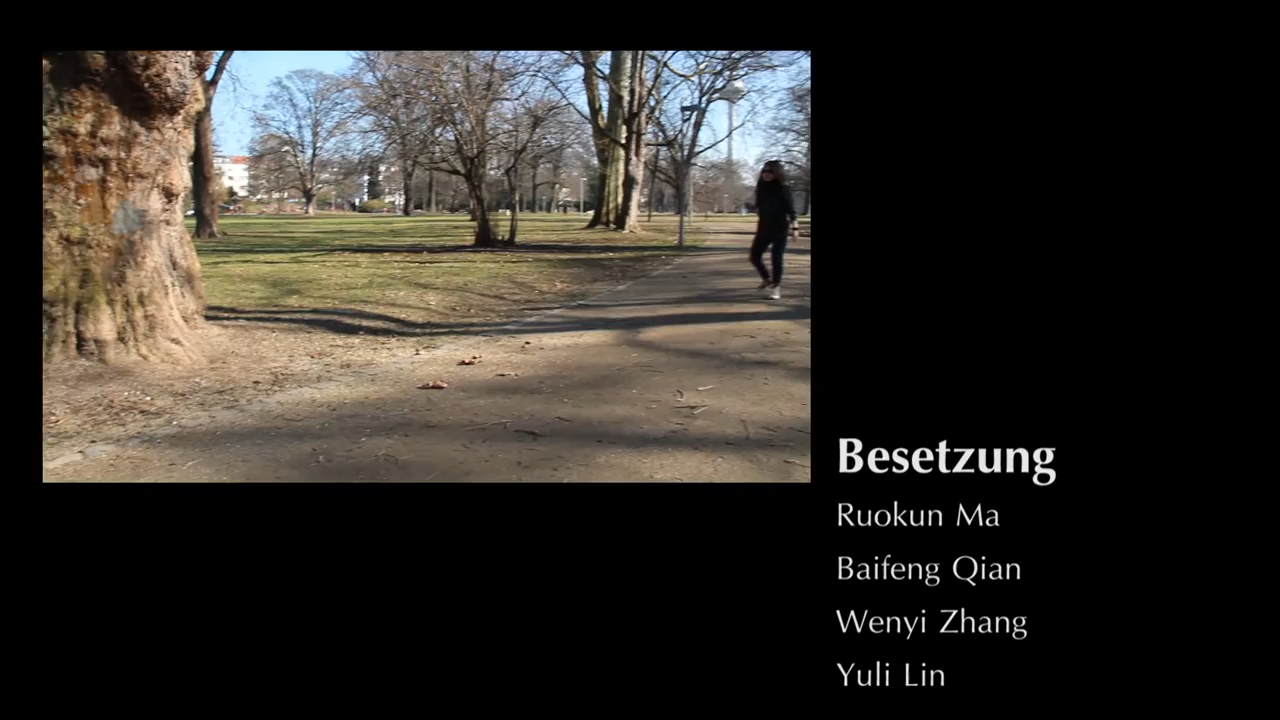 Besetzung
Ruokun Ma
Baifeng Qian
Wenyi Zhang
Yuli Lin